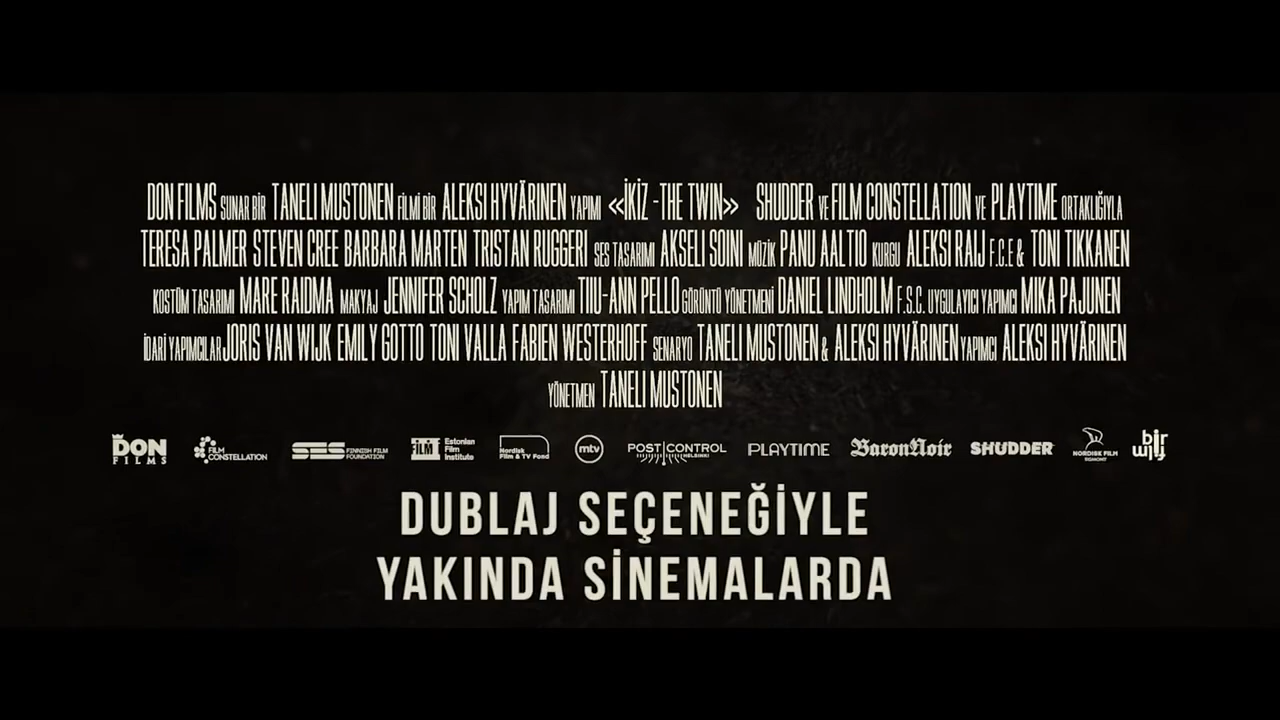 DON FILMS SUNAR BİR TANELI MUSTONEN FİLMİ BİR ALEKSI HYVÄRINEN YAPIMI «İKİZ -THE TWIN» SHUDDER VE FILM CONSTELLATION VE PLAYTIME ORTAKLIĞIYLA
TERESA PALMER STEVEN CREE BARBARA MARTEN TRISTAN RUGGERI SES TASARIMI AKSELI SOINI MÜZİK PANU AALTIO KURGU ALEKSI RAIJ F.C.E & TONI TIKKANEN
KOSTÜM TASARIMI MARE RAIDMA MAKYAJ JENNIFER SCHOLZ YAPIM TASARIMI TIIU-ANN PELLO GÖRÜNTÜ YÖNETMENİ DANIEL LINDHOLM F.S.C. UYGULAYICI YAPIMCI MIKA PAJUNEN
İDARİ YAPIMCILAR JORIS VAN WIJK EMILY GOTTO TONI VALLA FABIEN WESTERHOFF SENARYO TANELI MUSTONEN & ALEKSI HYVÄRINEN YAPIMCI ALEKSI HYVÄRINEN
YÖNETMEN TANELI MUSTONEN
DON FILMS FILM CONSTELLATION SES FINNISH FILM FOUNDATION FILM Estonian Film Institute Nordisk Film & TV Fond mtv POST CONTROL HELSINKI PLAYTIME BaronNoir SHUDDER NORDISK FILM bir
DUBLAJ SEÇENEĞİYLE
YAKINDA SİNEMALARDA